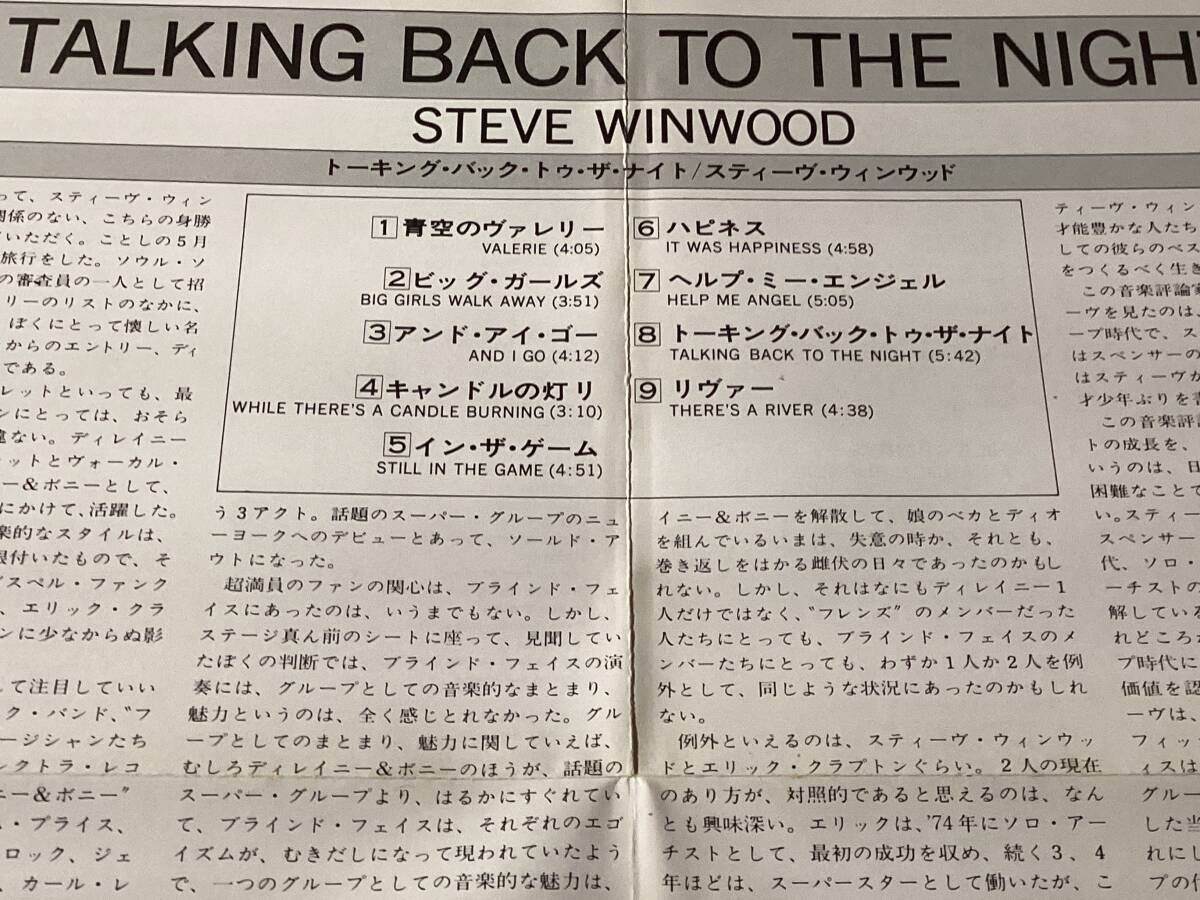 TALKING BACK TO THE NIGH
STEVE WINWOOD
トーキング・バック・トゥ・ザ・ナイト/スティーヴ・ウィンウッド
1 青空のヴァレリー
VALERIE (4:05)
2 ビッグ・ガールズ
BIG GIRLS WALK AWAY (3:51)
3 アンド・アイ・ゴー
AND I GO (4:12)
4 キャンドルの灯り
WHILE THERE'S A CANDLE BURNING (3:10)
5 イン・ザ・ゲーム
STILL IN THE GAME (4:51)
6 ハピネス
IT WAS HAPPINESS (4:58)
7 ヘルプ・ミー・エンジェル
HELP ME ANGEL (5:05)
8 トーキング・バック・トゥ・ザ・ナイト
TALKING BACK TO THE NIGHT (5:42)
9 リヴァー
THERE'S A RIVER (4:38)
って、スティーヴ・ウィン
関係のない、こちらの身勝
いただく。ことしの5月
旅行をした。ソウル・ソ
の審査員の一人として招
リーのリストのなかに、
ぼくにとって懐しい名
からのエントリー、ディ
である。
レットといっても、最
ンにとっては、おそら
違ない。ディレイニー
ットとヴォーカル・
ー&ボニーとして、
にかけて、活躍した。
楽的なスタイルは、
根付いたもので、そ
スペル・ファンク
、エリック・クラ
ンに少なからぬ影
して注目していい
ク・バンド、“フ
ージシャンたち
レクトラ・レコ
ニー&ボニー”
ム・プライス、
ロック、ジェ
、カール・レ
う3アクト。話題のスーパー・グループのニュ
ーヨークへのデビューとあって、ソールド・ア
ウトになった。
超満員のファンの関心は、ブラインド・フェ
イスにあったのは、いうまでもない。しかし、
ステージ真ん前のシートに座って、見聞してい
たぼくの判断では、ブラインド・フェイスの演
奏には、グループとしての音楽的なまとまり、
魅力というのは、全く感じとれなかった。グル
ープとしてのまとまり、魅力に関していえば、
むしろディレイニー&ボニーのほうが、話題の
スーパー・グループより、はるかにすぐれてい
て、ブラインド・フェイスは、それぞれのエゴ
イズムが、むきだしになって現われていたよう
で、一つのグループとしての音楽的な魅力は、
イニー&ボニーを解散して、娘のベカとディオ
を組んでいるいまは、失意の時か、それとも、
巻き返しをはかる雌伏の日々であったのかもし
れない。しかし、それはなにもディレイニー1
人だけではなく、“フレンズ”のメンバーだった
人たちにとっても、ブラインド・フェイスのメ
ンバーたちにとっても、わずか1人か2人を例
外として、同じような状況にあったのかもしれ
ない。
例外といえるのは、スティーヴ・ウィンウッ
ドとエリック・クラプトンぐらい。2人の現在
のあり方が、対照的であると思えるのは、なん
とも興味深い。エリックは、'74年にソロ・アー
チストとして、最初の成功を収め、続く3、4
年ほどは、スーパースターとして働いたが、こ
ティーヴ・ウィン
才能豊かな人たち
しての彼らのベス
をつくるべく生き
この音楽評論家
ーヴを見たのは、
ープ時代で、ス
はスペンサーの
はスティーヴが
才少年ぶりを書
この音楽評
トの成長を、
いうのは、日
困難なことで
い。スティー
スペンサー
代、ソロ・
ーチストの
解している
れどころか
プ時代に
価値を認
ーヴは、
フィッ
ィスは
グルー
した当
れにし
プの代